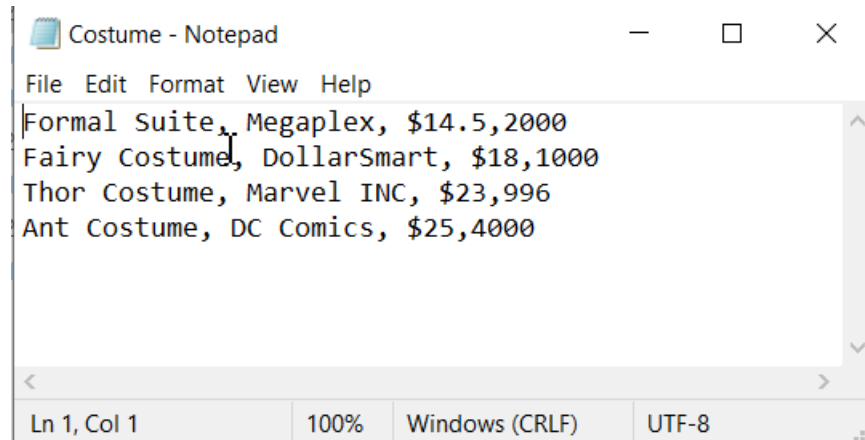 Costume - Notepad
File Edit Format View Help
Formal Suite, Megaplex, $14.5,2000
Fairy Costume, DollarSmart, $18,1000
Thor Costume, Marvel INC, $23,996
Ant Costume, DC Comics, $25,4000
Ln 1, Col 1 100% Windows (CRLF) UTF-8